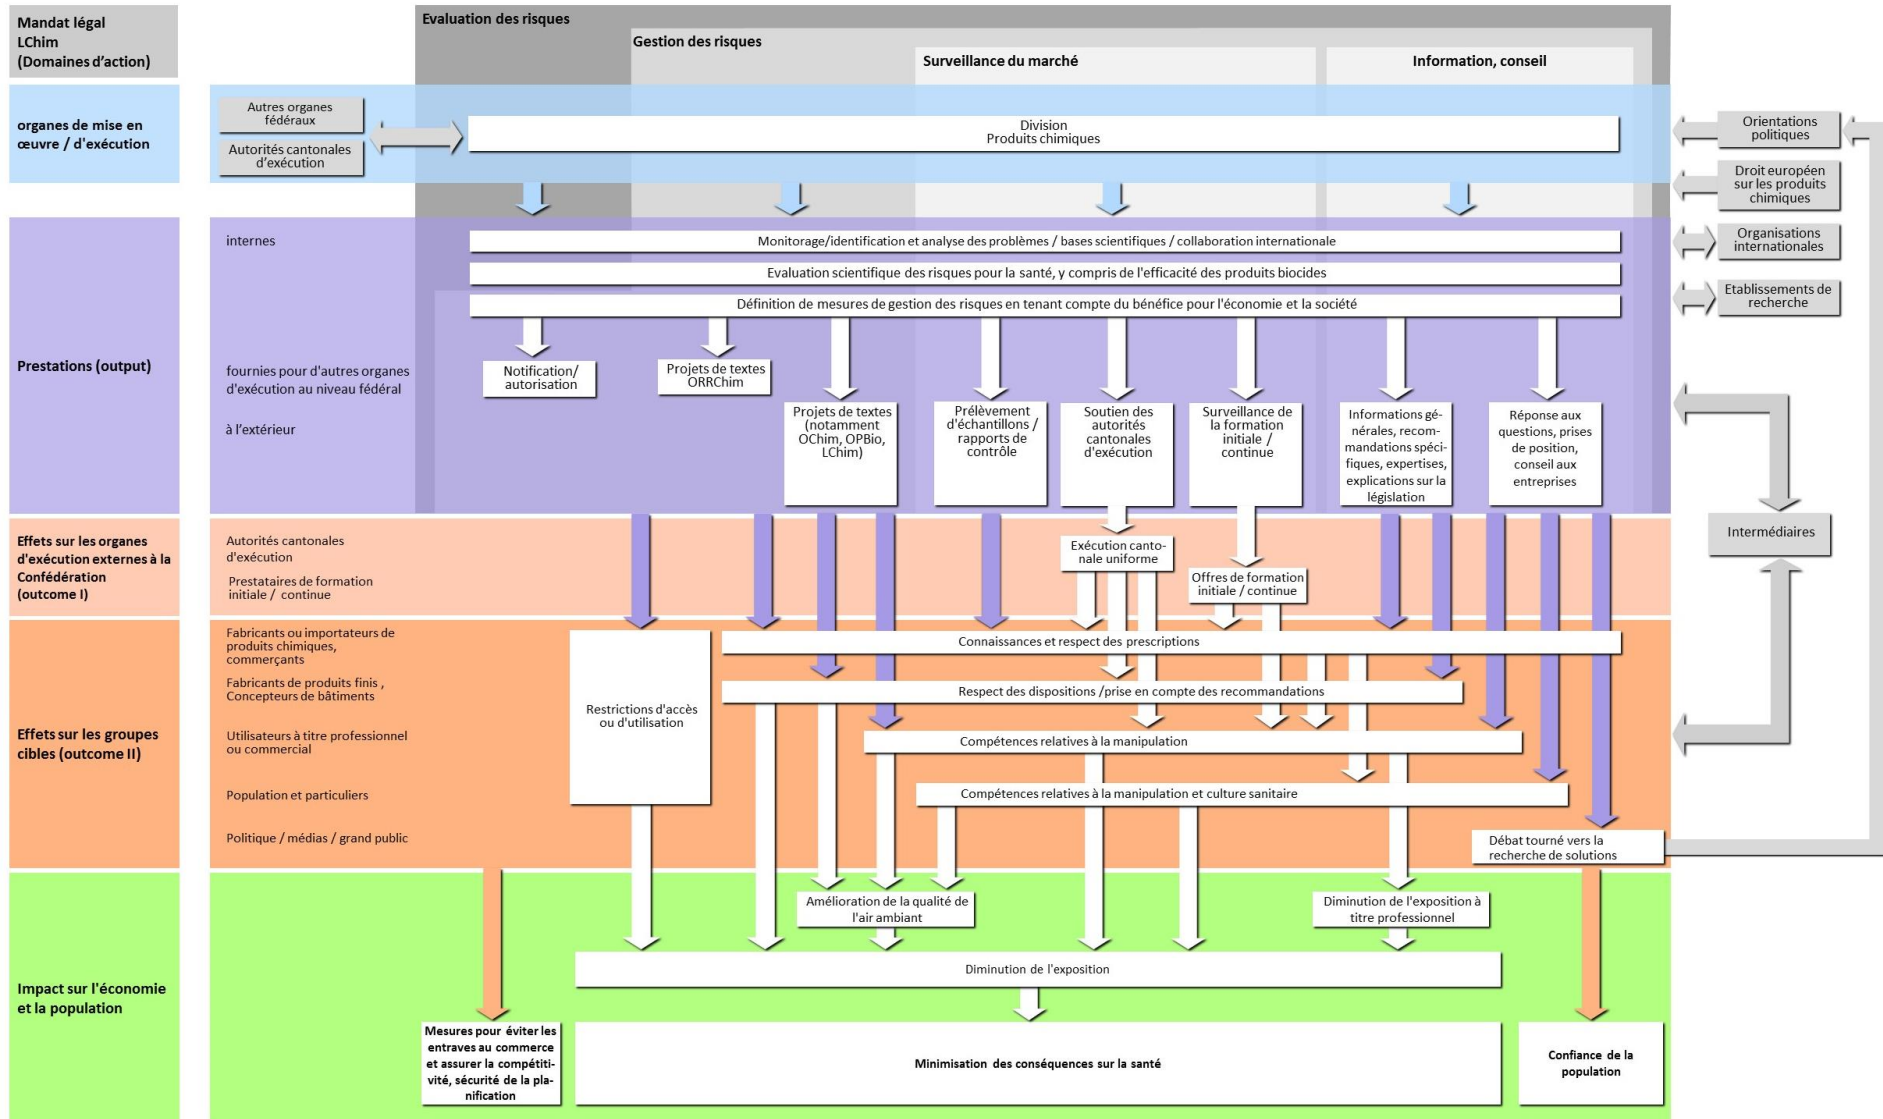 Mandat légal
LChim
(Domaines d'action)
Evaluation des risques
Gestion des risques
Surveillance du marché
Information, conseil
organes de mise en
œuvre / d'exécution
Autres organes
fédéraux
Autorités cantonales
d'exécution
Division
Produits chimiques
Orientations
politiques
Droit européen
sur les produits
chimiques
Prestations (output)
internes
Monitorage/identification et analyse des problèmes / bases scientifiques / collaboration internationale
Organisations
internationales
Evaluation scientifique des risques pour la santé, y compris de l'efficacité des produits biocides
Définition de mesures de gestion des risques en tenant compte du bénéfice pour l'économie et la société
Etablissements de
recherche
fournies pour d'autres organes
d'exécution au niveau fédéral
à l'extérieur
Notification/
autorisation
Projets de textes
ORRChim
Projets de textes
(notamment
OChim, OPBio,
LChim)
Prélèvement
d'échantillons /
rapports de
contrôle
Soutien des
autorités
cantonales
d'exécution
Surveillance de
la formation
initiale /
continue
Informations gé-
nérales, recom-
mandations spéci-
fiques, expertises,
explications sur la
législation
Réponse aux
questions, prises
de position,
conseil aux
entreprises
Intermédiaires
Effets sur les organes
d'exécution externes à la
Confédération
(outcome I)
Autorités cantonales
d'exécution
Prestataires de formation
initiale / continue
Exécution canto-
nale uniforme
Offres de formation
initiale / continue
Effets sur les groupes
cibles (outcome II)
Fabricants ou importateurs de
produits chimiques,
commerçants
Fabricants de produits finis ,
Concepteurs de bâtiments
Utilisateurs à titre professionnel
ou commercial
Population et particuliers
Politique / médias / grand public
Restrictions d'accès
ou d'utilisation
Connaissances et respect des prescriptions
Respect des dispositions /prise en compte des recommandations
Compétences relatives à la manipulation
Compétences relatives à la manipulation et culture sanitaire
Débat tourné vers la
recherche de solutions
Impact sur l'économie
et la population
Amélioration de la qualité de
l'air ambiant
Diminution de l'exposition à
titre professionnel
Diminution de l'exposition
Mesures pour éviter les
entraves au commerce
et assurer la compétiti-
vité, sécurité de la pla-
nification
Minimisation des conséquences sur la santé
Confiance de la
population